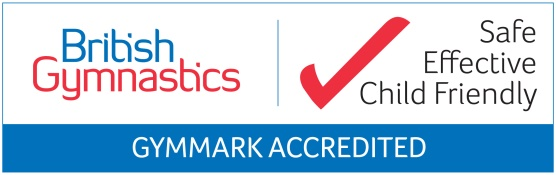 British
Gymnastics
Safe
Effective
Child Friendly
GYMMARK ACCREDITED